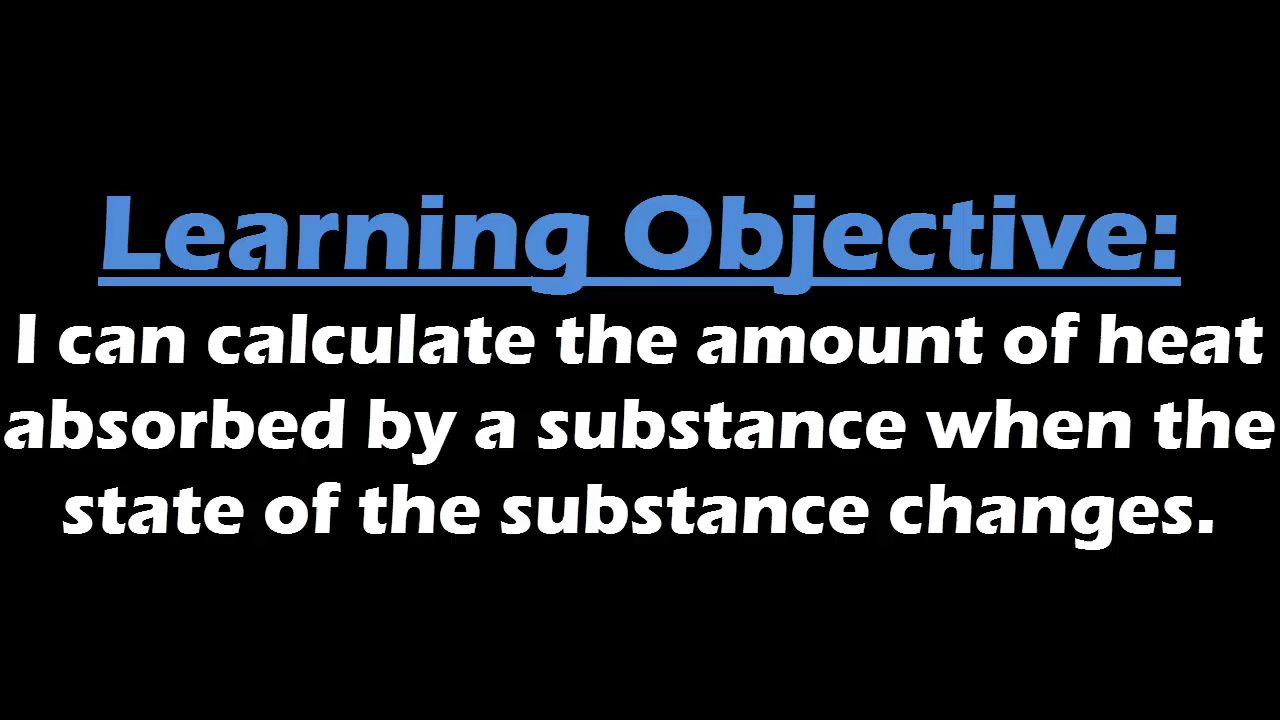 Learning Objective:
I can calculate the amount of heat
absorbed by a substance when the
state of the substance changes.